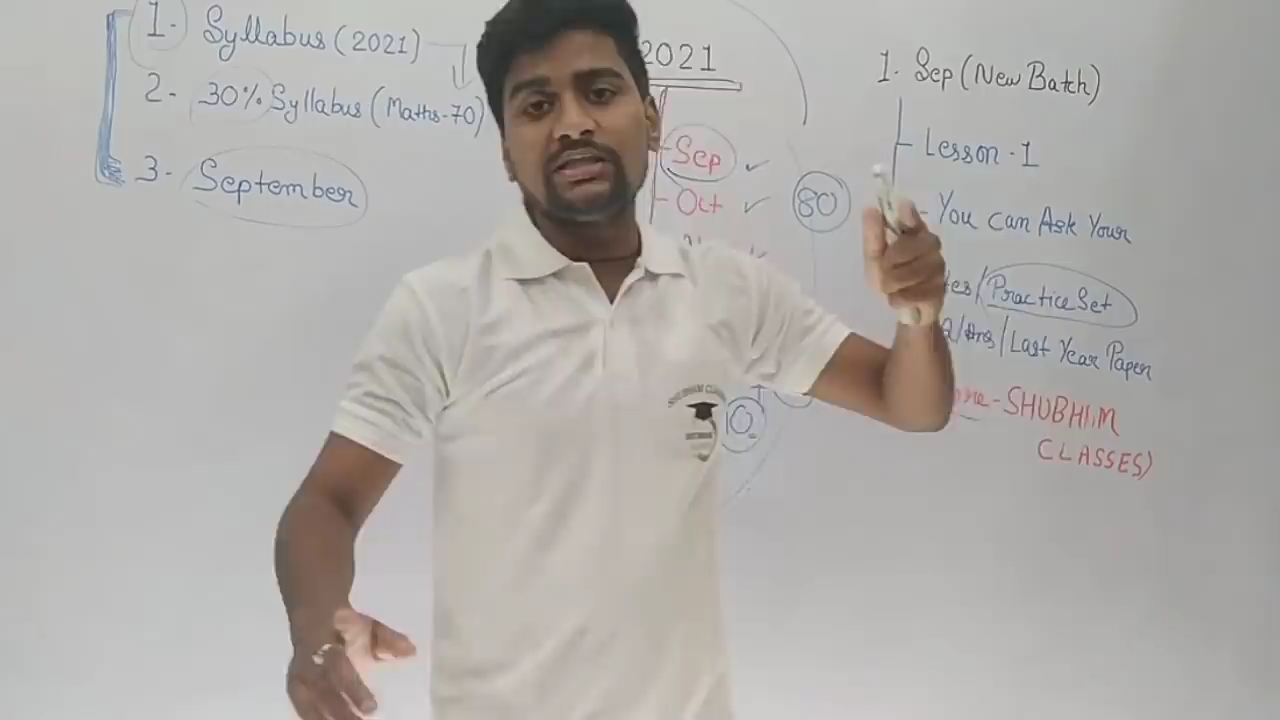 1- Syllabus (2021)
2- 30% Syllabus (Maths-70)
3- September
2021
Sep
Oct
80
10
1. Sep (New Batch)
Lesson-1
You can Ask Your
Practice Set
/Last Year Paper
SHUBHIM
CLASSES)